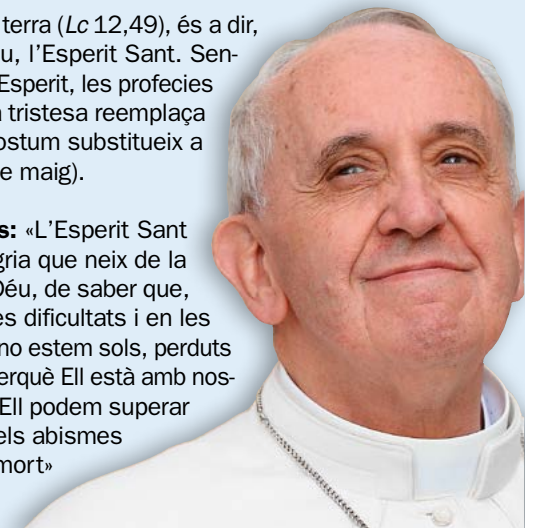 terra (Lc 12,49), és a dir,
u, l’Esperit Sant. Sen-
Esperit, les profecies
tristesa reemplaça
ostum substitueix a
e maig).
s: «L’Esperit Sant
gria que neix de la
Déu, de saber que,
es dificultats i en les
no estem sols, perduts
erquè Ell està amb nos-
Ell podem superar
els abismes
mort»